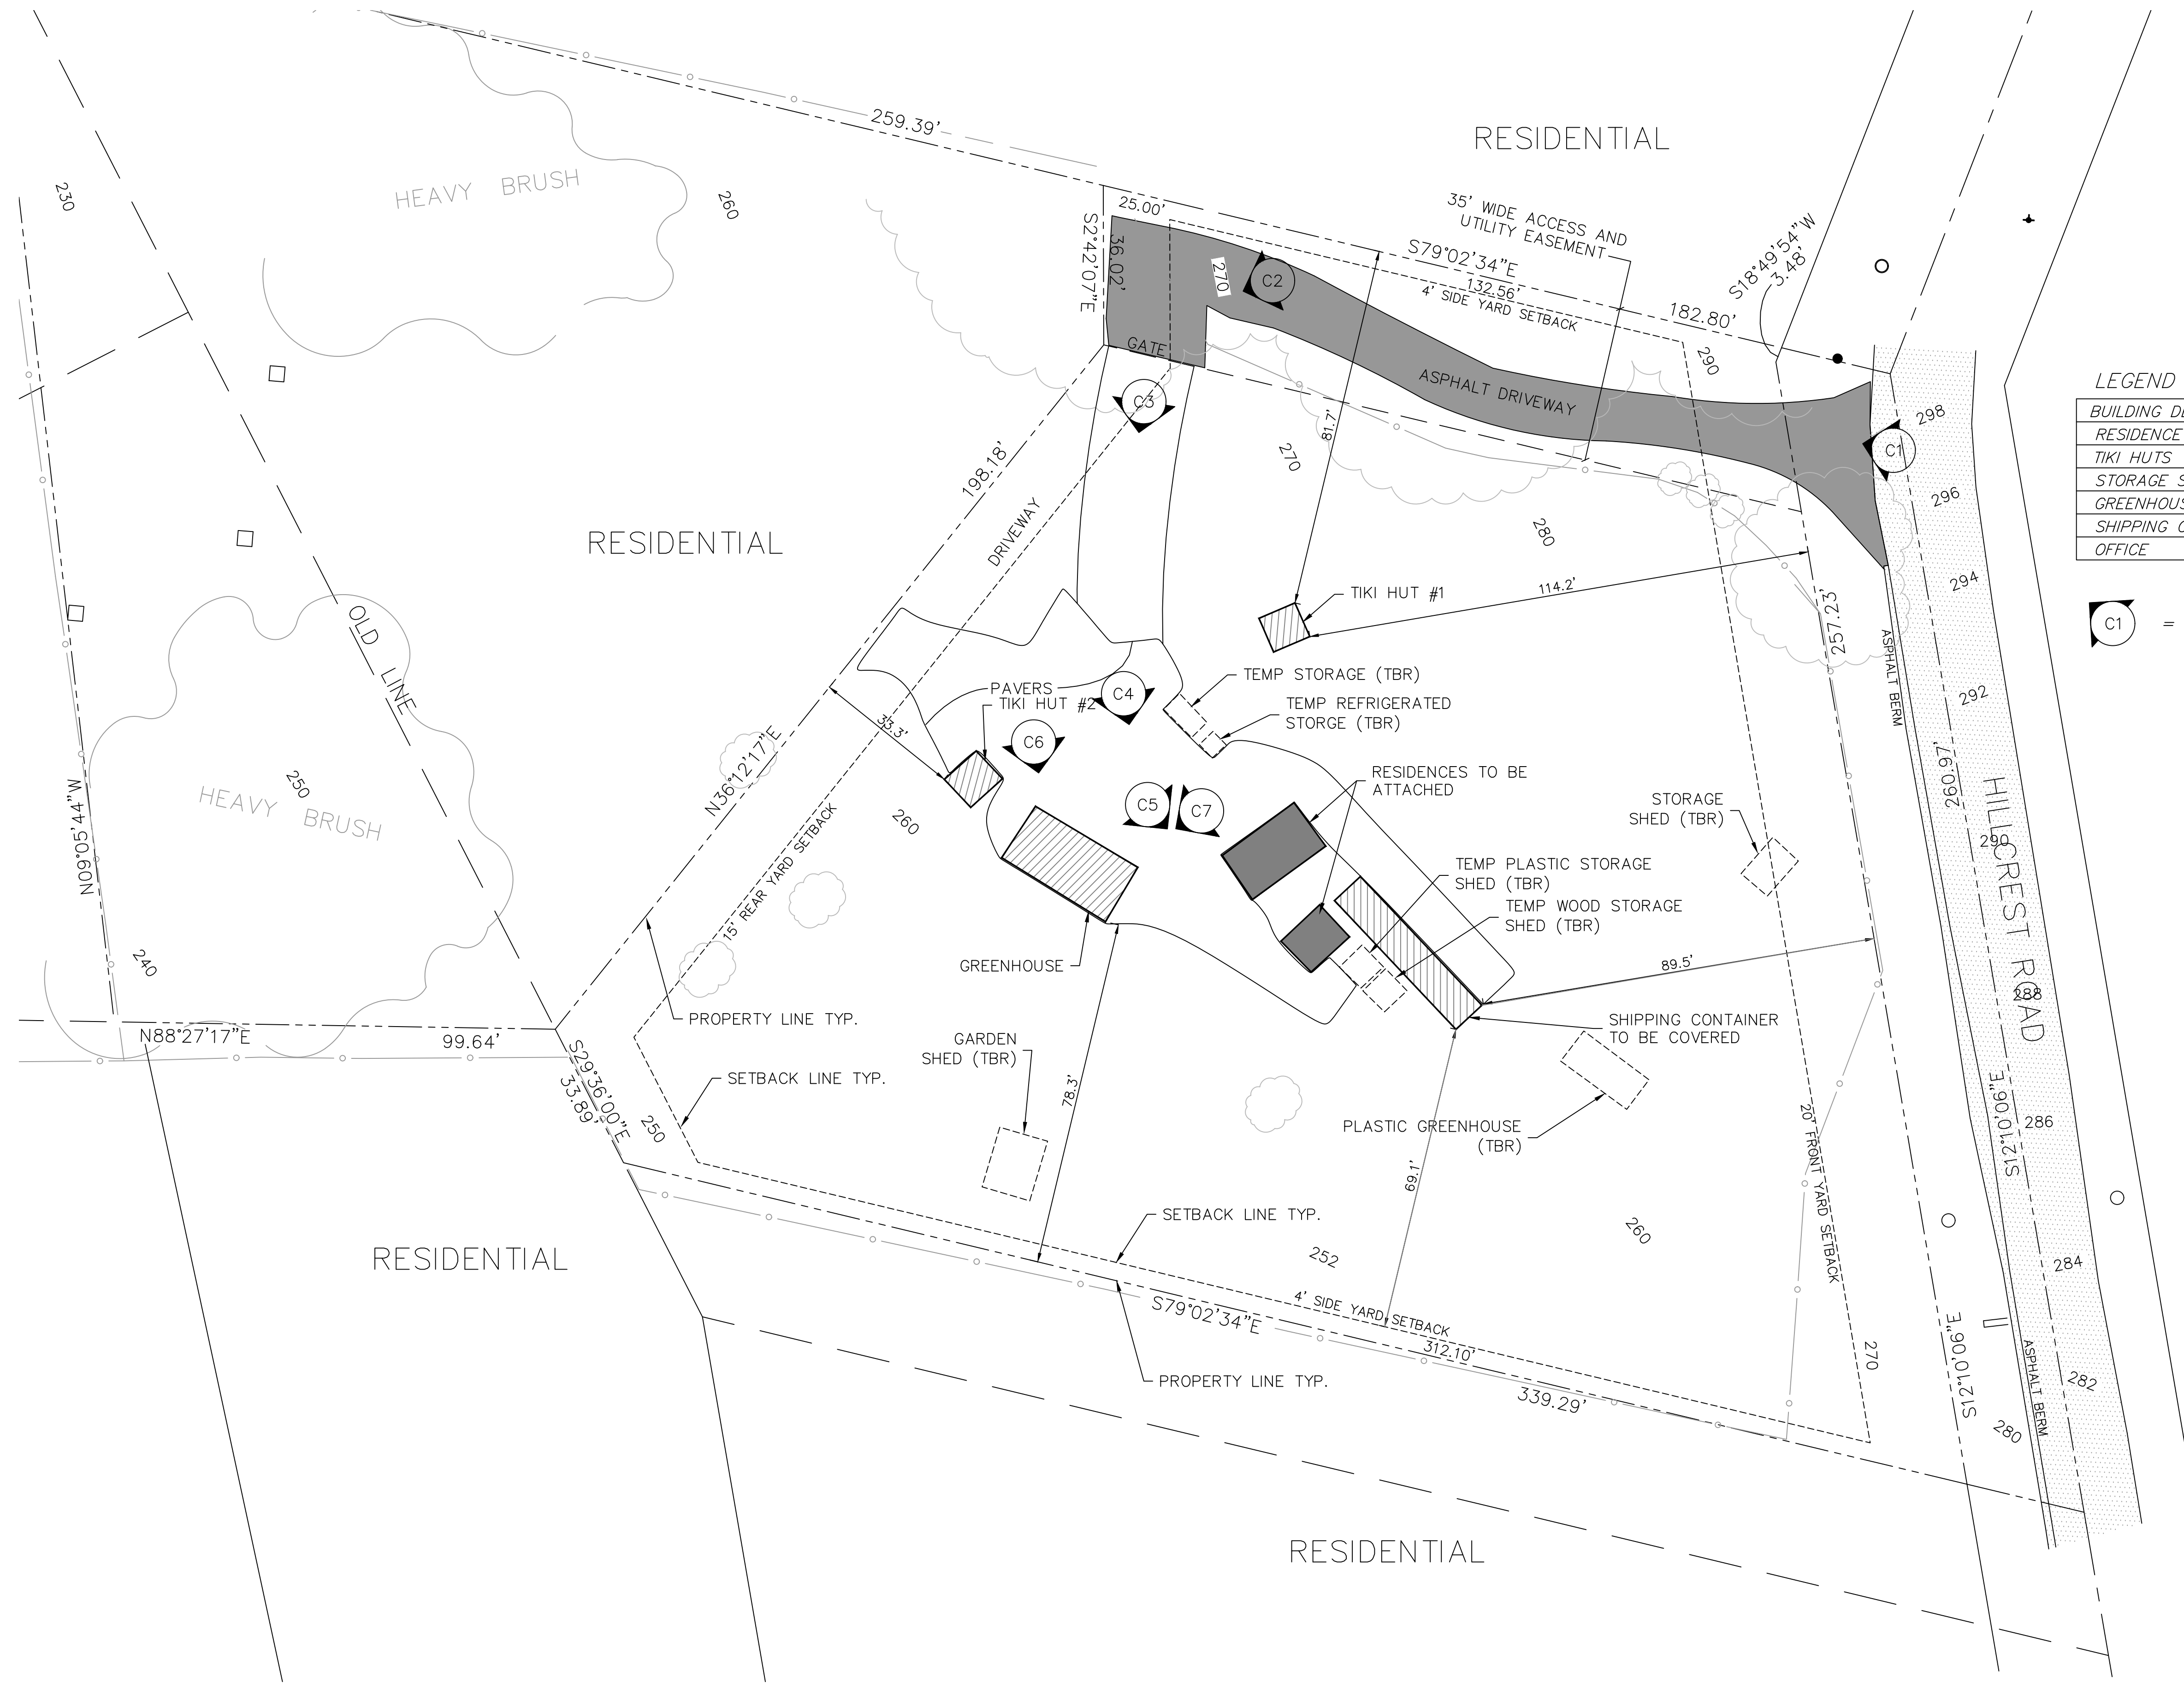 259.39'
RESIDENTIAL
230
HEAVY BRUSH
260
25.00'
35' WIDE ACCESS AND
UTILITY EASEMENT
S18°49'54"W
3.48'
S2°42'07"E
36.02'
270
C2
S79°02'34"E
132.56'
4' SIDE YARD SETBACK
182.80'
GATE
290
ASPHALT DRIVEWAY
C3
81.7'
C1
298
LEGEND
BUILDING
RESIDENCE
TIKI HUTS
STORAGE
SHIPPING
OFFICE
C1 =
198.18'
270
296
280
DRIVEWAY
RESIDENTIAL
114.2'
294
TIKI HUT #1
257.23'
ASPHALT BERM
OLD LINE
TEMP STORAGE (TBR)
PAVERS
TIKI HUT #2
C4
TEMP REFRIGERATED
STORGE (TBR)
292
33.3'
C6
N36°12'17"E
260.97'
RESIDENCES TO BE
ATTACHED
250
HEAVY BRUSH
C5
C7
STORAGE
SHED (TBR)
HILLCREST ROAD
290
260
N09°05'44"W
15' REAR YARD SETBACK
TEMP PLASTIC STORAGE
SHED (TBR)
TEMP WOOD STORAGE
SHED (TBR)
240
GREENHOUSE
89.5'
288
PROPERTY LINE TYP.
SHIPPING CONTAINER
TO BE COVERED
N88°27'17"E
99.64'
GARDEN
SHED (TBR)
S29°36'00"E
33.89'
SETBACK LINE TYP.
78.3'
250
S12°10'06"E
286
PLASTIC GREENHOUSE
(TBR)
20' FRONT YARD SETBACK
69.1'
SETBACK LINE TYP.
260
252
RESIDENTIAL
284
4' SIDE YARD SETBACK
S79°02'34"E
312.10'
270
S12°10'06"E
ASPHALT BERM
PROPERTY LINE TYP.
282
339.29'
280
RESIDENTIAL